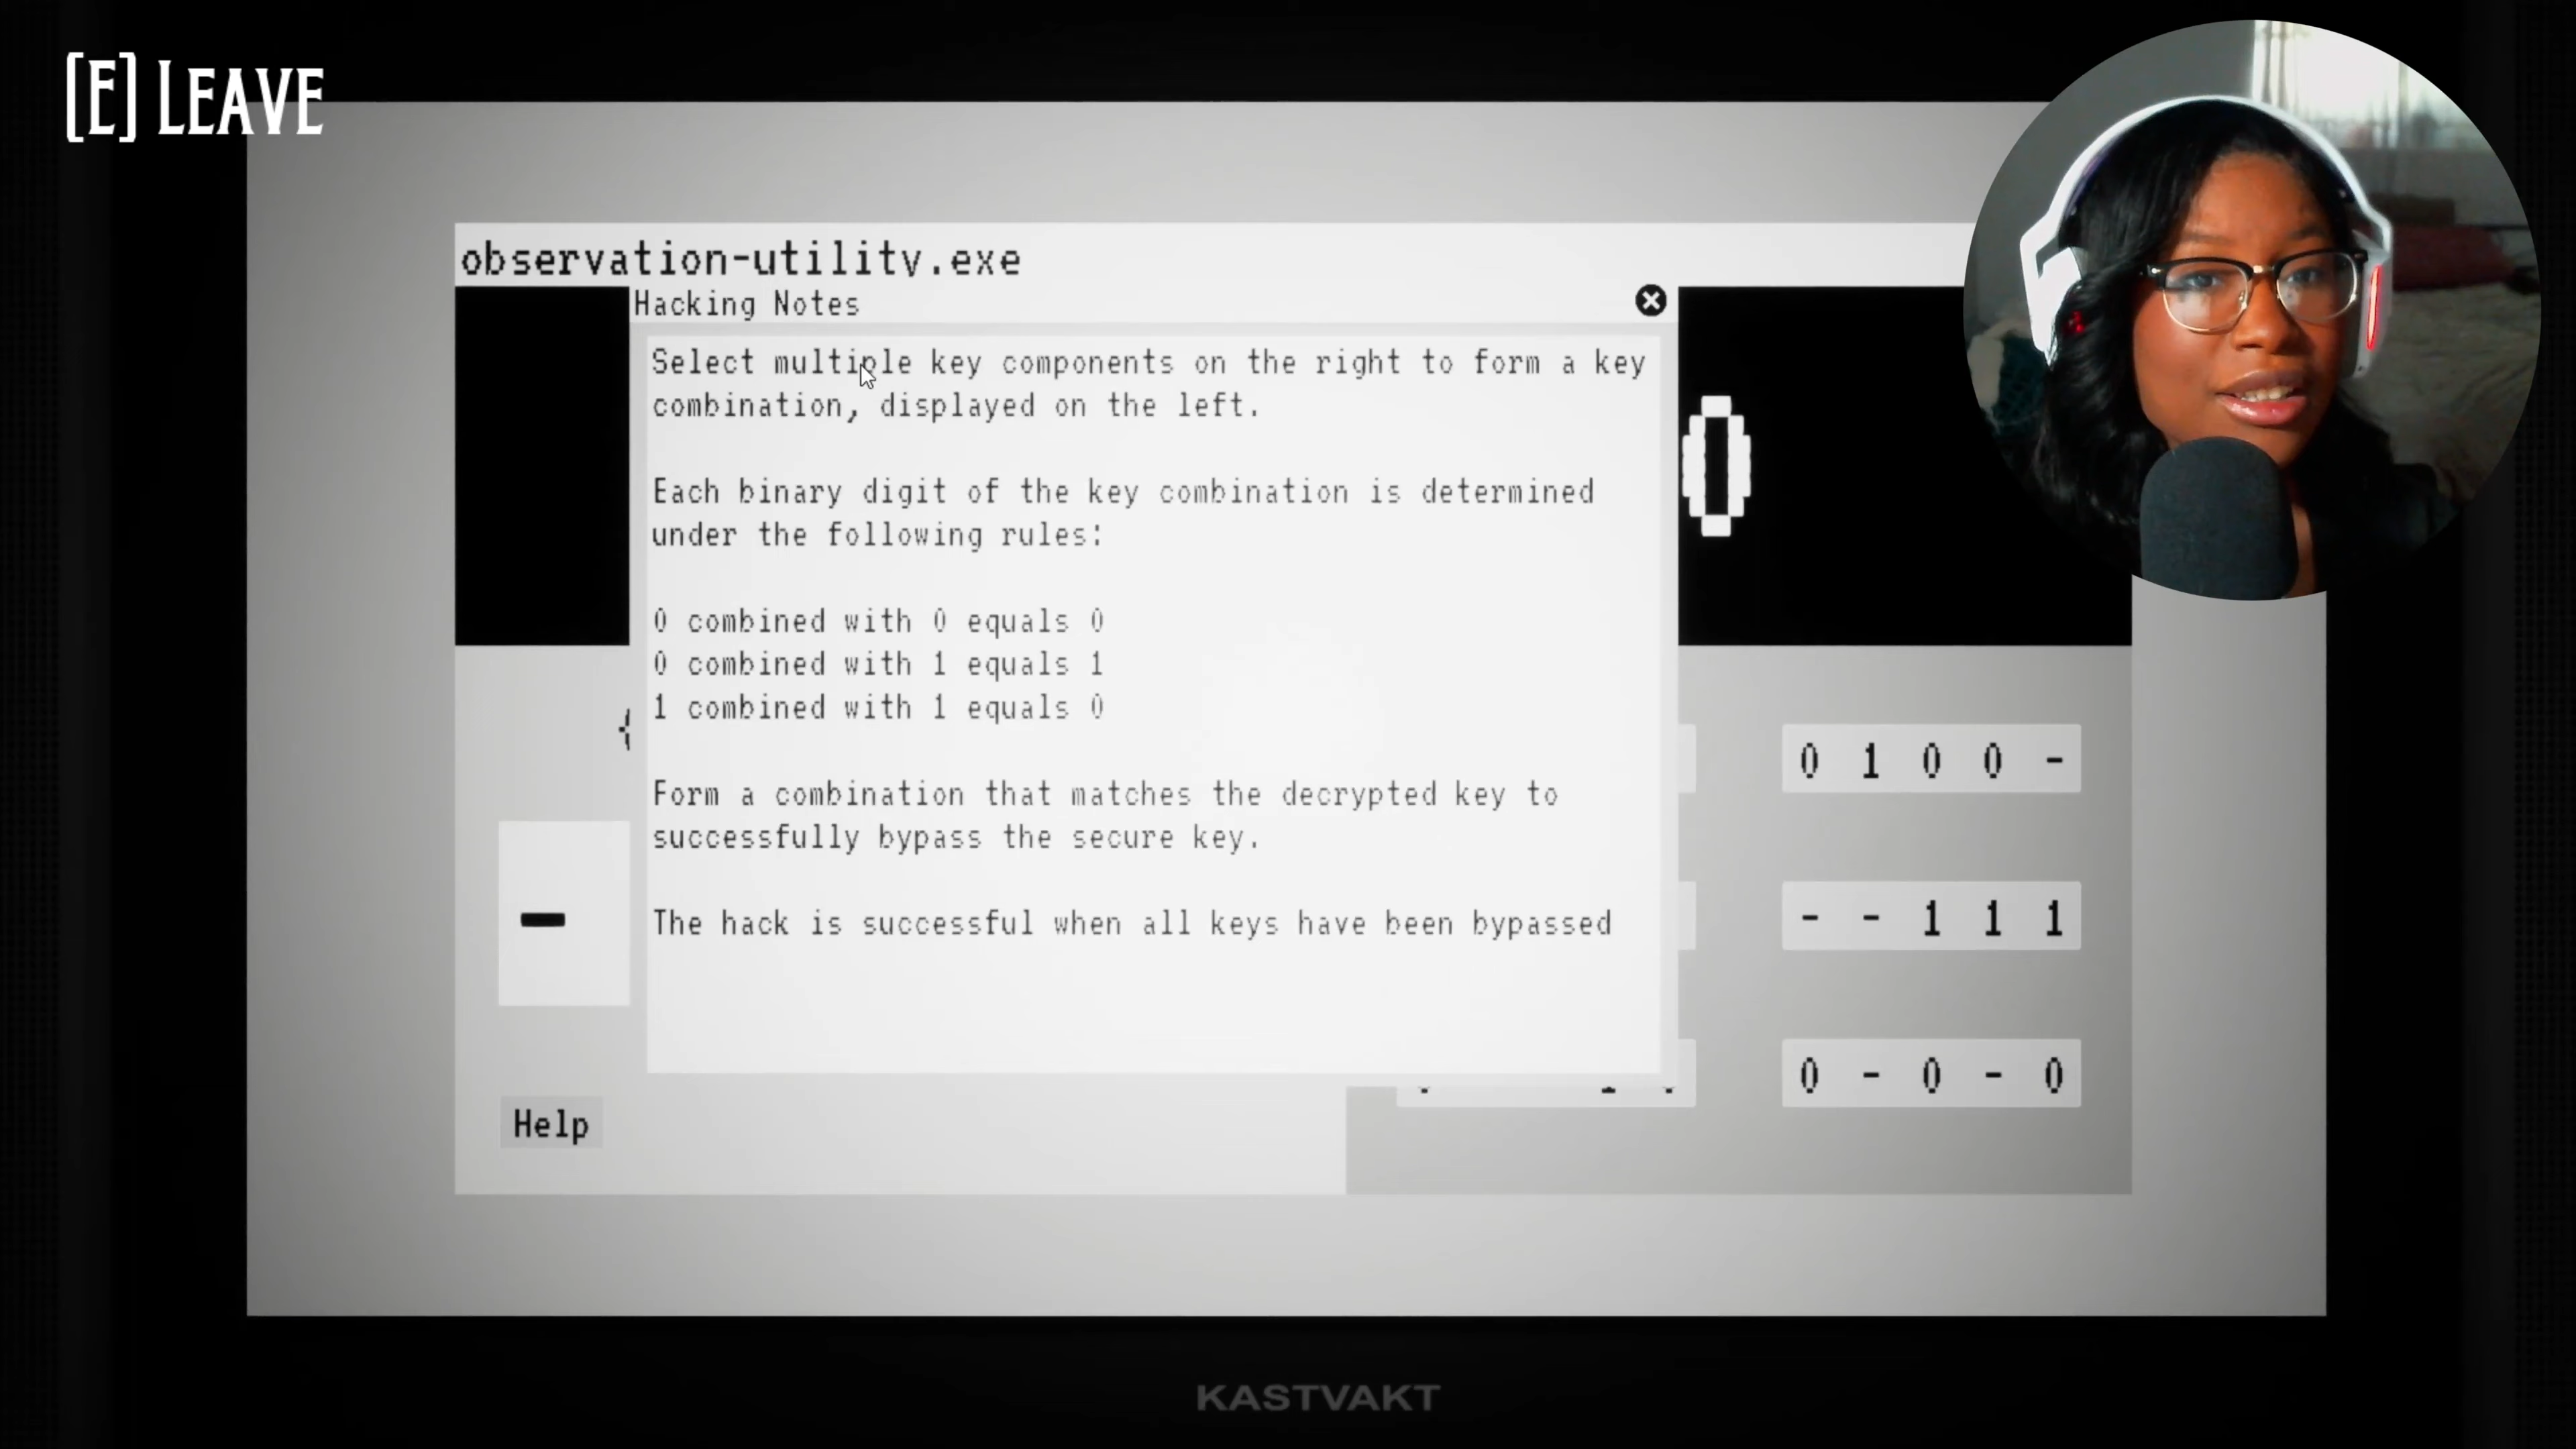 [E] LEAVE
observation-utility.exe
Hacking Notes
Select multiple key components on the right to form a key
combination, displayed on the left.
Each binary digit of the key combination is determined
under the following rules:
0 combined with 0 equals 0
0 combined with 1 equals 1
1 combined with 1 equals 0
Form a combination that matches the decrypted key to
successfully bypass the secure key.
The hack is successful when all keys have been bypassed
0
0 1 0 0 -
-
- - 1 1 1
0 - 0 - 0
Help
KASTVAKT